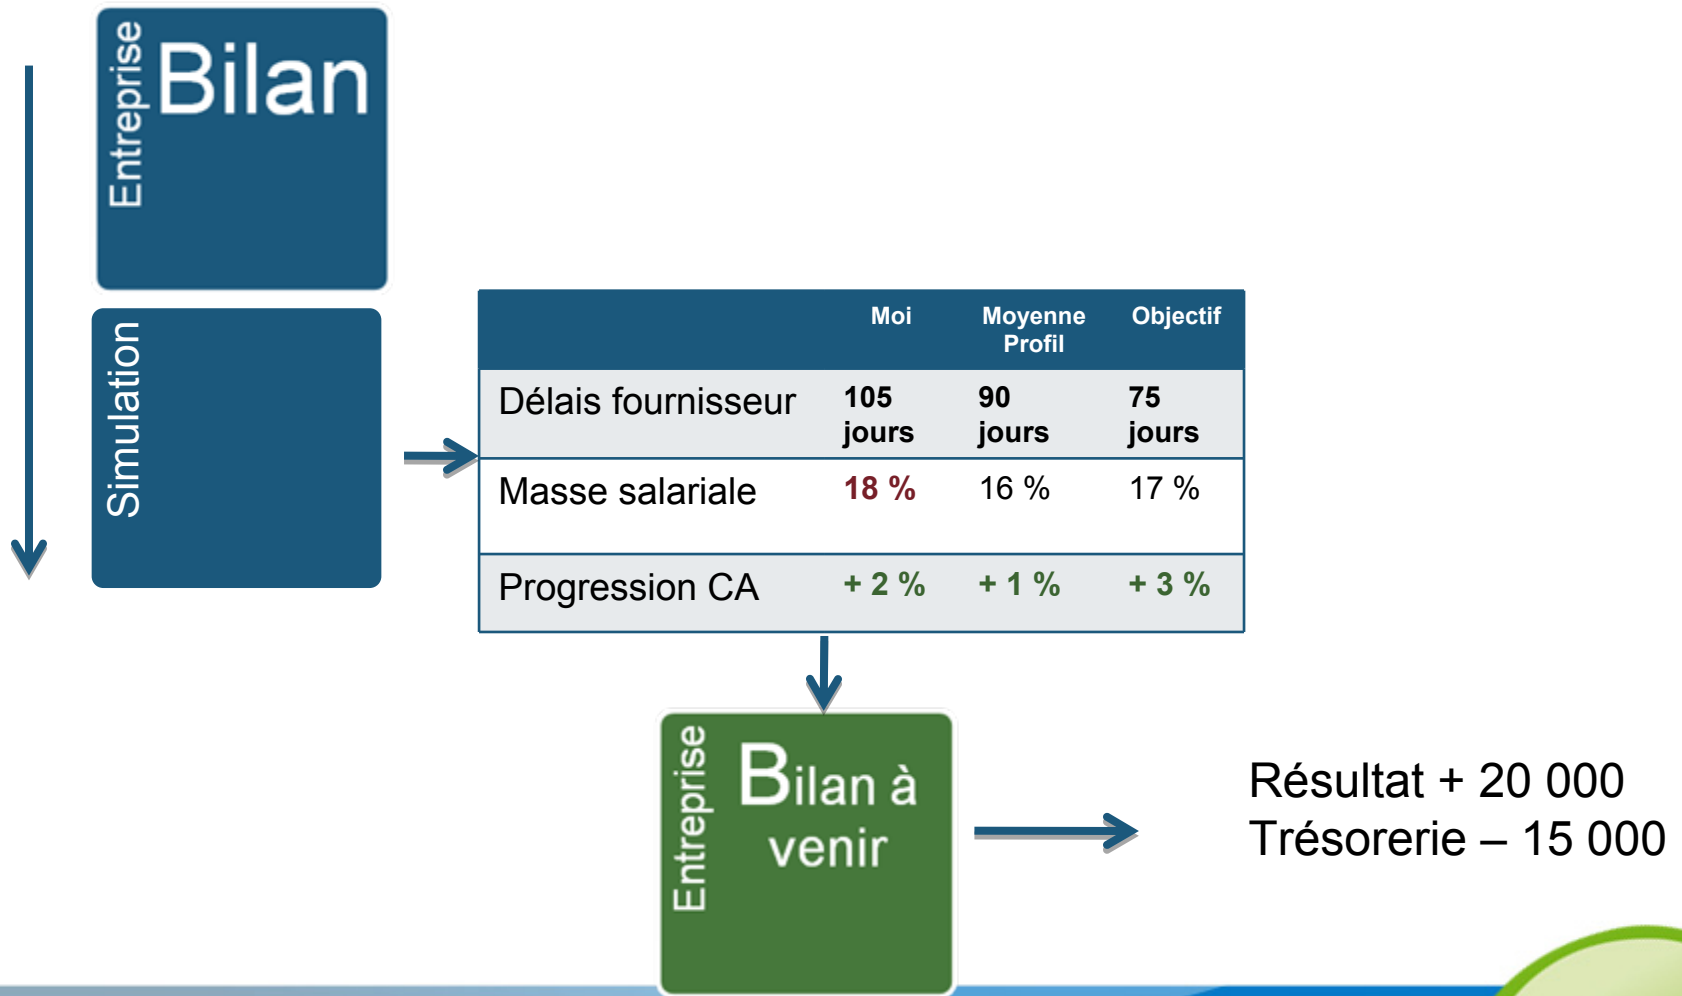 Entreprise
Bilan
Simulation
Moi Moyenne Objectif
Profil
Délais fournisseur 105 90 75
jours jours jours
Masse salariale 18 % 16 % 17 %
Progression CA + 2 % + 1 % + 3 %
Entreprise
Bilan à
venir
Résultat + 20 000
Trésorerie – 15 000